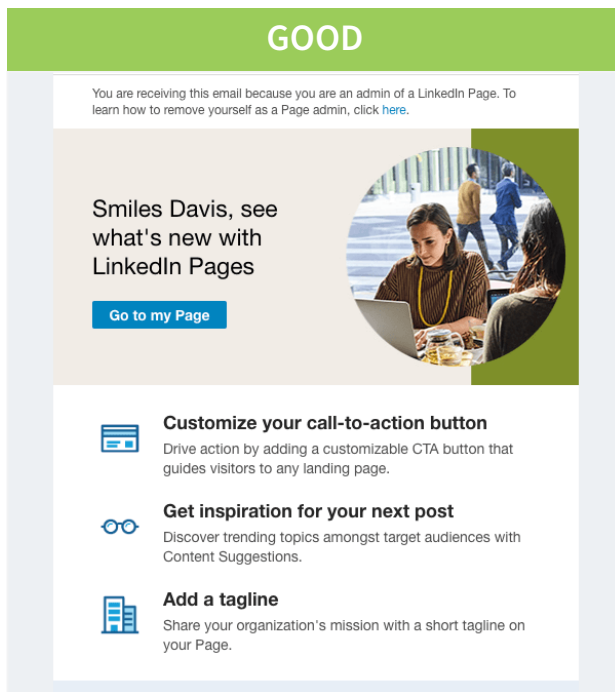 GOOD
You are receiving this email because you are an admin of a LinkedIn Page. To
learn how to remove yourself as a Page admin, click here.
Smiles Davis, see
what's new with
LinkedIn Pages
Go to my Page
Customize your call-to-action button
Drive action by adding a customizable CTA button that
guides visitors to any landing page.
Get inspiration for your next post
Discover trending topics amongst target audiences with
Content Suggestions.
Add a tagline
Share your organization's mission with a short tagline on
your Page.